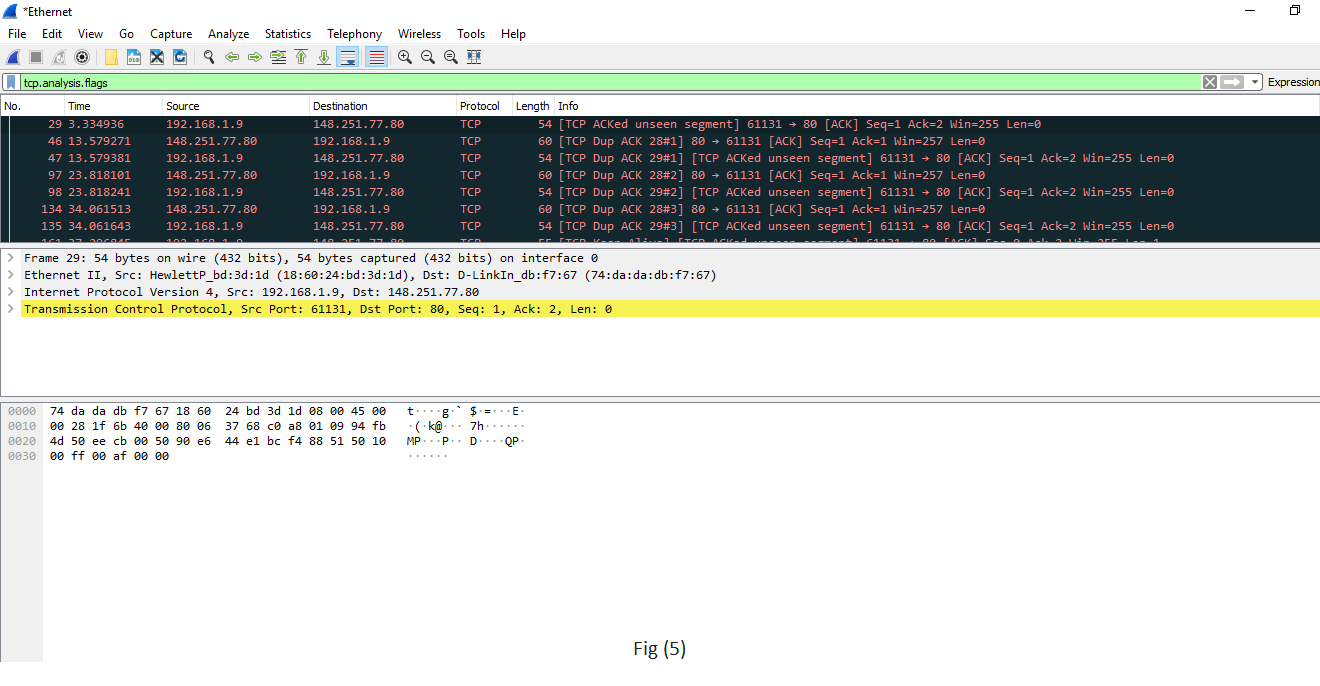 *Ethernet
File Edit View Go Capture Analyze Statistics Telephony Wireless Tools Help
tcp.analysis.flags Expression
No. Time Source Destination Protocol Length Info
29 3.334936 192.168.1.9 148.251.77.80 TCP 54 [TCP ACKed unseen segment] 61131 → 80 [ACK] Seq=1 Ack=2 Win=255 Len=0
46 13.579271 148.251.77.80 192.168.1.9 TCP 60 [TCP Dup ACK 28#1] 80 → 61131 [ACK] Seq=1 Ack=1 Win=257 Len=0
47 13.579381 192.168.1.9 148.251.77.80 TCP 54 [TCP Dup ACK 29#1] [TCP ACKed unseen segment] 61131 → 80 [ACK] Seq=1 Ack=2 Win=255 Len=0
97 23.818101 148.251.77.80 192.168.1.9 TCP 60 [TCP Dup ACK 28#2] 80 → 61131 [ACK] Seq=1 Ack=1 Win=257 Len=0
98 23.818241 192.168.1.9 148.251.77.80 TCP 54 [TCP Dup ACK 29#2] [TCP ACKed unseen segment] 61131 → 80 [ACK] Seq=1 Ack=2 Win=255 Len=0
134 34.061513 148.251.77.80 192.168.1.9 TCP 60 [TCP Dup ACK 28#3] 80 → 61131 [ACK] Seq=1 Ack=1 Win=257 Len=0
135 34.061643 192.168.1.9 148.251.77.80 TCP 54 [TCP Dup ACK 29#3] [TCP ACKed unseen segment] 61131 → 80 [ACK] Seq=1 Ack=2 Win=255 Len=0
Frame 29: 54 bytes on wire (432 bits), 54 bytes captured (432 bits) on interface 0
Ethernet II, Src: HewlettP_bd:3d:1d (18:60:24:bd:3d:1d), Dst: D-LinkIn_db:f7:67 (74:da:da:db:f7:67)
Internet Protocol Version 4, Src: 192.168.1.9, Dst: 148.251.77.80
Transmission Control Protocol, Src Port: 61131, Dst Port: 80, Seq: 1, Ack: 2, Len: 0
0000 74 da da db f7 67 18 60 24 bd 3d 1d 08 00 45 00 t····g·` $·=···E·
0010 00 28 1f 6b 40 00 80 06 37 68 c0 a8 01 09 94 fb ·(·k@··· 7h······
0020 4d 50 ee cb 00 50 90 e6 44 e1 bc f4 88 51 50 10 MP···P·· D····QP·
0030 00 ff 00 af 00 00 ······
Fig (5)